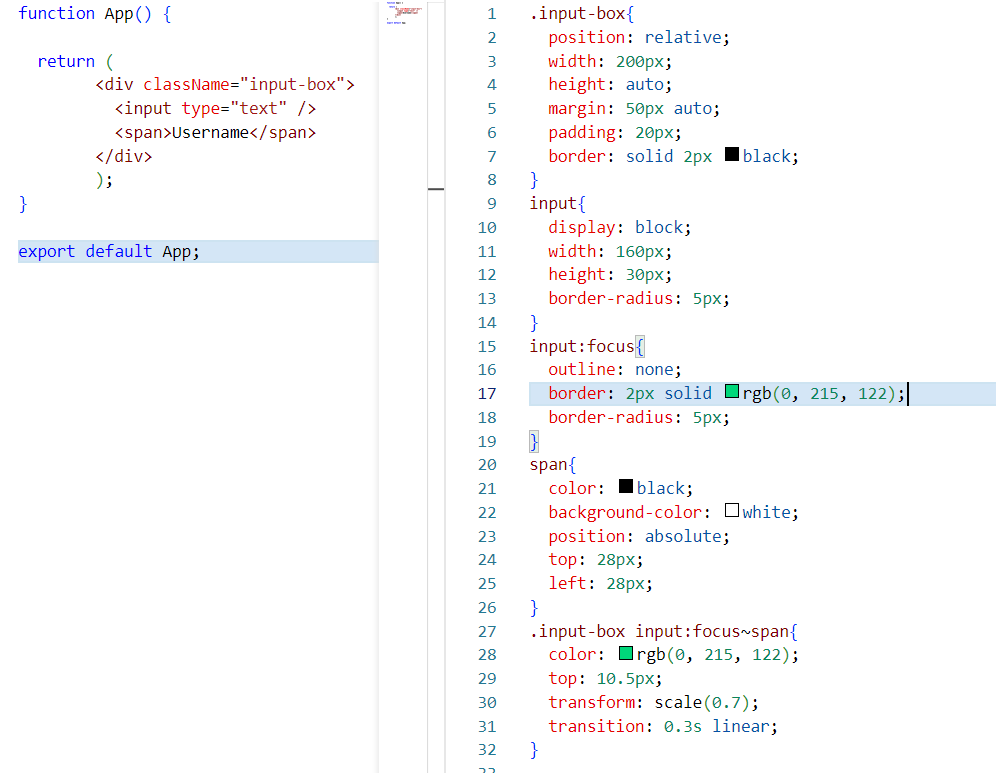 function App() {
return (
<div className="input-box">
<input type="text" />
<span>Username</span>
</div>
);
}
export default App;
1 .input-box{
2 position: relative;
3 width: 200px;
4 height: auto;
5 margin: 50px auto;
6 padding: 20px;
7 border: solid 2px black;
8 }
9 input{
10 display: block;
11 width: 160px;
12 height: 30px;
13 border-radius: 5px;
14 }
15 input:focus{
16 outline: none;
17 border: 2px solid rgb(0, 215, 122);
18 border-radius: 5px;
19 }
20 span{
21 color: black;
22 background-color: white;
23 position: absolute;
24 top: 28px;
25 left: 28px;
26 }
27 .input-box input:focus~span{
28 color: rgb(0, 215, 122);
29 top: 10.5px;
30 transform: scale(0.7);
31 transition: 0.3s linear;
32 }